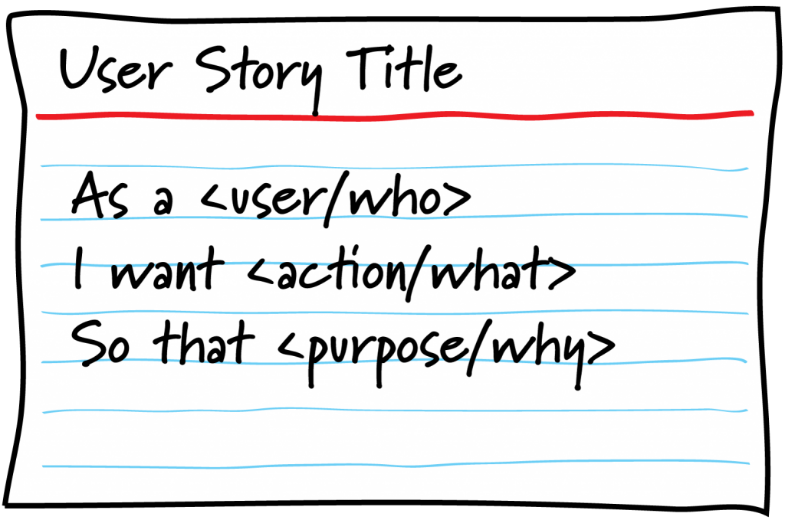 User Story Title
As a <user/who>
I want <action/what>
So that <purpose/why>